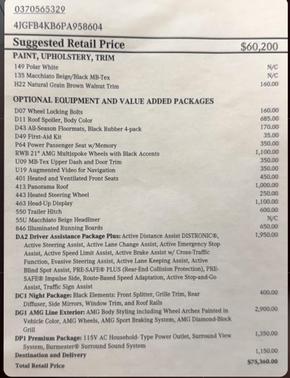 0370565329
4JGFB4KB6PA958604
Suggested Retail Price $60,200
PAINT, UPHOLSTERY, TRIM
149 Polar White N/C
135 Macchiato Beige/Black MB-Tex N/C
H22 Natural Grain Brown Walnut Trim 160.00
OPTIONAL EQUIPMENT AND VALUE ADDED PACKAGES
D07 Wheel Locking Bolts 160.00
D11 Roof Spoiler, Body Color 685.00
D43 All-Season Floormats, Black Rubber 4-pack 170.00
D49 First-Aid Kit 35.00
P64 Power Passenger Seat w/Memory 350.00
RWB 21" AMG Multispoke Wheels with Black Accents 1,100.00
U09 MB-Tex Upper Dash and Door Trim 350.00
U19 Augmented Video for Navigation 350.00
401 Heated and Ventilated Front Seats 450.00
413 Panorama Roof 1,000.00
443 Heated Steering Wheel 250.00
463 Head-Up Display 1,100.00
550 Trailer Hitch 600.00
55U Macchiato Beige Headliner N/C
846 Illuminated Running Boards 650.00
DA2 Driver Assistance Package Plus: Active Distance Assist DISTRONIC®, 1,950.00
Active Steering Assist, Active Lane Change Assist, Active Emergency Stop
Assist, Active Speed Limit Assist, Active Brake Assist w/ Cross-Traffic
Function, Evasive Steering Assist, Active Lane Keeping Assist, Active
Blind Spot Assist, PRE-SAFE® PLUS (Rear-End Collision Protection), PRE-
SAFE® Impulse Side, Route-Based Speed Adaptation, Active Stop-and-Go
Assist, Traffic Sign Assist
DC1 Night Package: Black Elements: Front Splitter, Grille Trim, Rear 400.00
Diffuser, Side Mirrors, Window Trim, and Roof Rails
DG1 AMG Line Exterior: AMG Body Styling including Wheel Arches Painted in 2,900.00
Vehicle Color, AMG Wheels, AMG Sport Braking System, AMG Diamond-Block
Grill
DP1 Premium Package: 115V AC Household-Type Power Outlet, Surround View 1,350.00
System, Burmester® Surround Sound System
Destination and Delivery 1,150.00
Total Retail Price $75,360.00